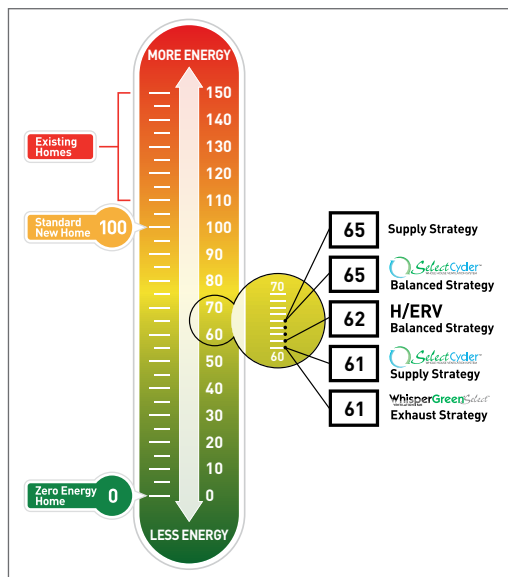 MORE ENERGY
150
140
130
120
110
100
90
80
70
60
50
40
30
20
10
0
LESS ENERGY
Existing
Homes
Standard
New Home
100
Zero Energy
Home
0
70
60
65
Supply Strategy
65
SelectCycler™
Balanced Strategy
62
H/ERV
Balanced Strategy
61
SelectCycler™
Supply Strategy
61
WhisperGreenSelect
Exhaust Strategy